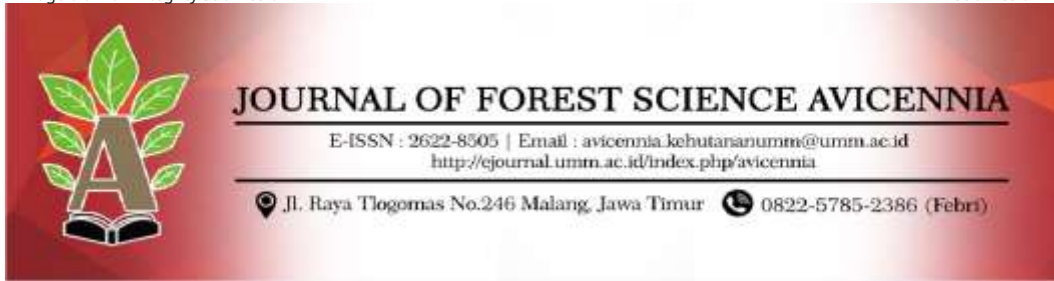 JOURNAL OF FOREST SCIENCE AVICENNIA
E-ISSN : 2622-8505 | Email : avicennia.kehutananumm@umm.ac.id
http://ejournal.umm.ac.id/index.php/avicennia
Jl. Raya Tlogomas No.246 Malang, Jawa Timur 0822-5785-2386 (Febri)
A